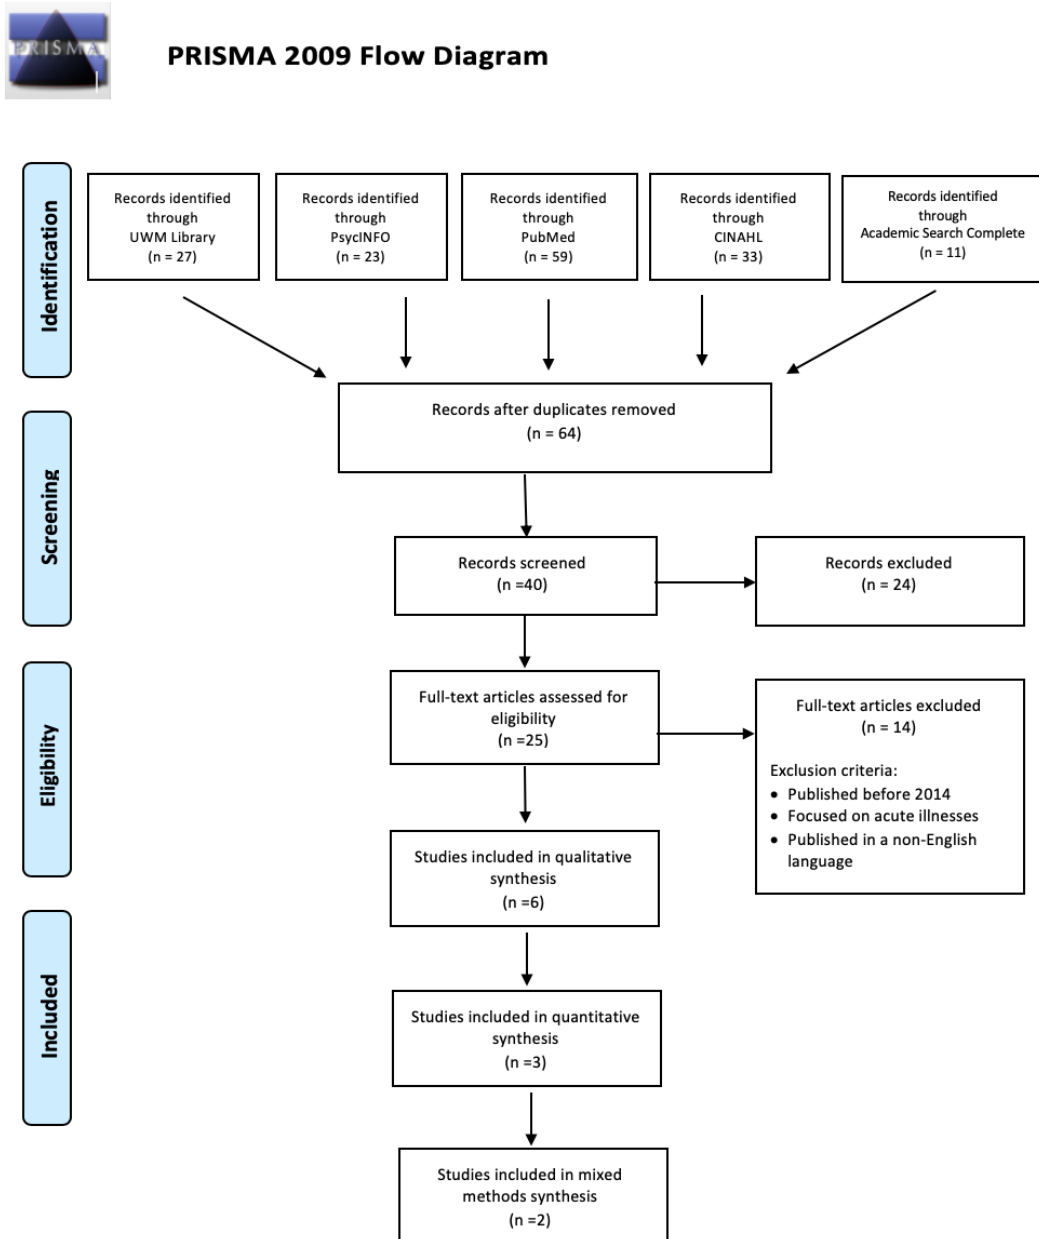 PRISMA
PRISMA 2009 Flow Diagram
Identification
Records identified
through
UWM Library
(n = 27)
Records identified
through
PsycINFO
(n = 23)
Records identified
through
PubMed
(n = 59)
Records identified
through
CINAHL
(n = 33)
Records identified
through
Academic Search Complete
(n = 11)
Records after duplicates removed
(n = 64)
Screening
Records screened
(n =40)
Records excluded
(n = 24)
Eligibility
Full-text articles assessed for
eligibility
(n =25)
Full-text articles excluded
(n = 14)
Exclusion criteria:
• Published before 2014
• Focused on acute illnesses
• Published in a non-English
language
Studies included in qualitative
synthesis
(n =6)
Included
Studies included in quantitative
synthesis
(n =3)
Studies included in mixed
methods synthesis
(n =2)